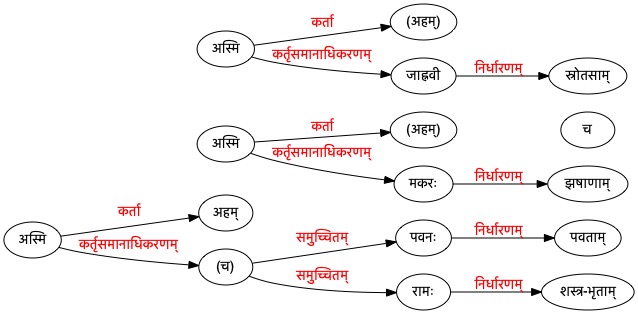 कर्ता
(अहम्)
अस्मि
कर्तृसमानाधिकरणम्
जाह्नवी
निर्धारणम्
स्रोतसाम्
कर्ता
(अहम्)
च
अस्मि
कर्तृसमानाधिकरणम्
मकरः
निर्धारणम्
झषाणाम्
कर्ता
अहम्
अस्मि
कर्तृसमानाधिकरणम्
(च)
समुच्चितम्
पवनः
निर्धारणम्
पवताम्
समुच्चितम्
रामः
निर्धारणम्
शस्त्र-भृताम्